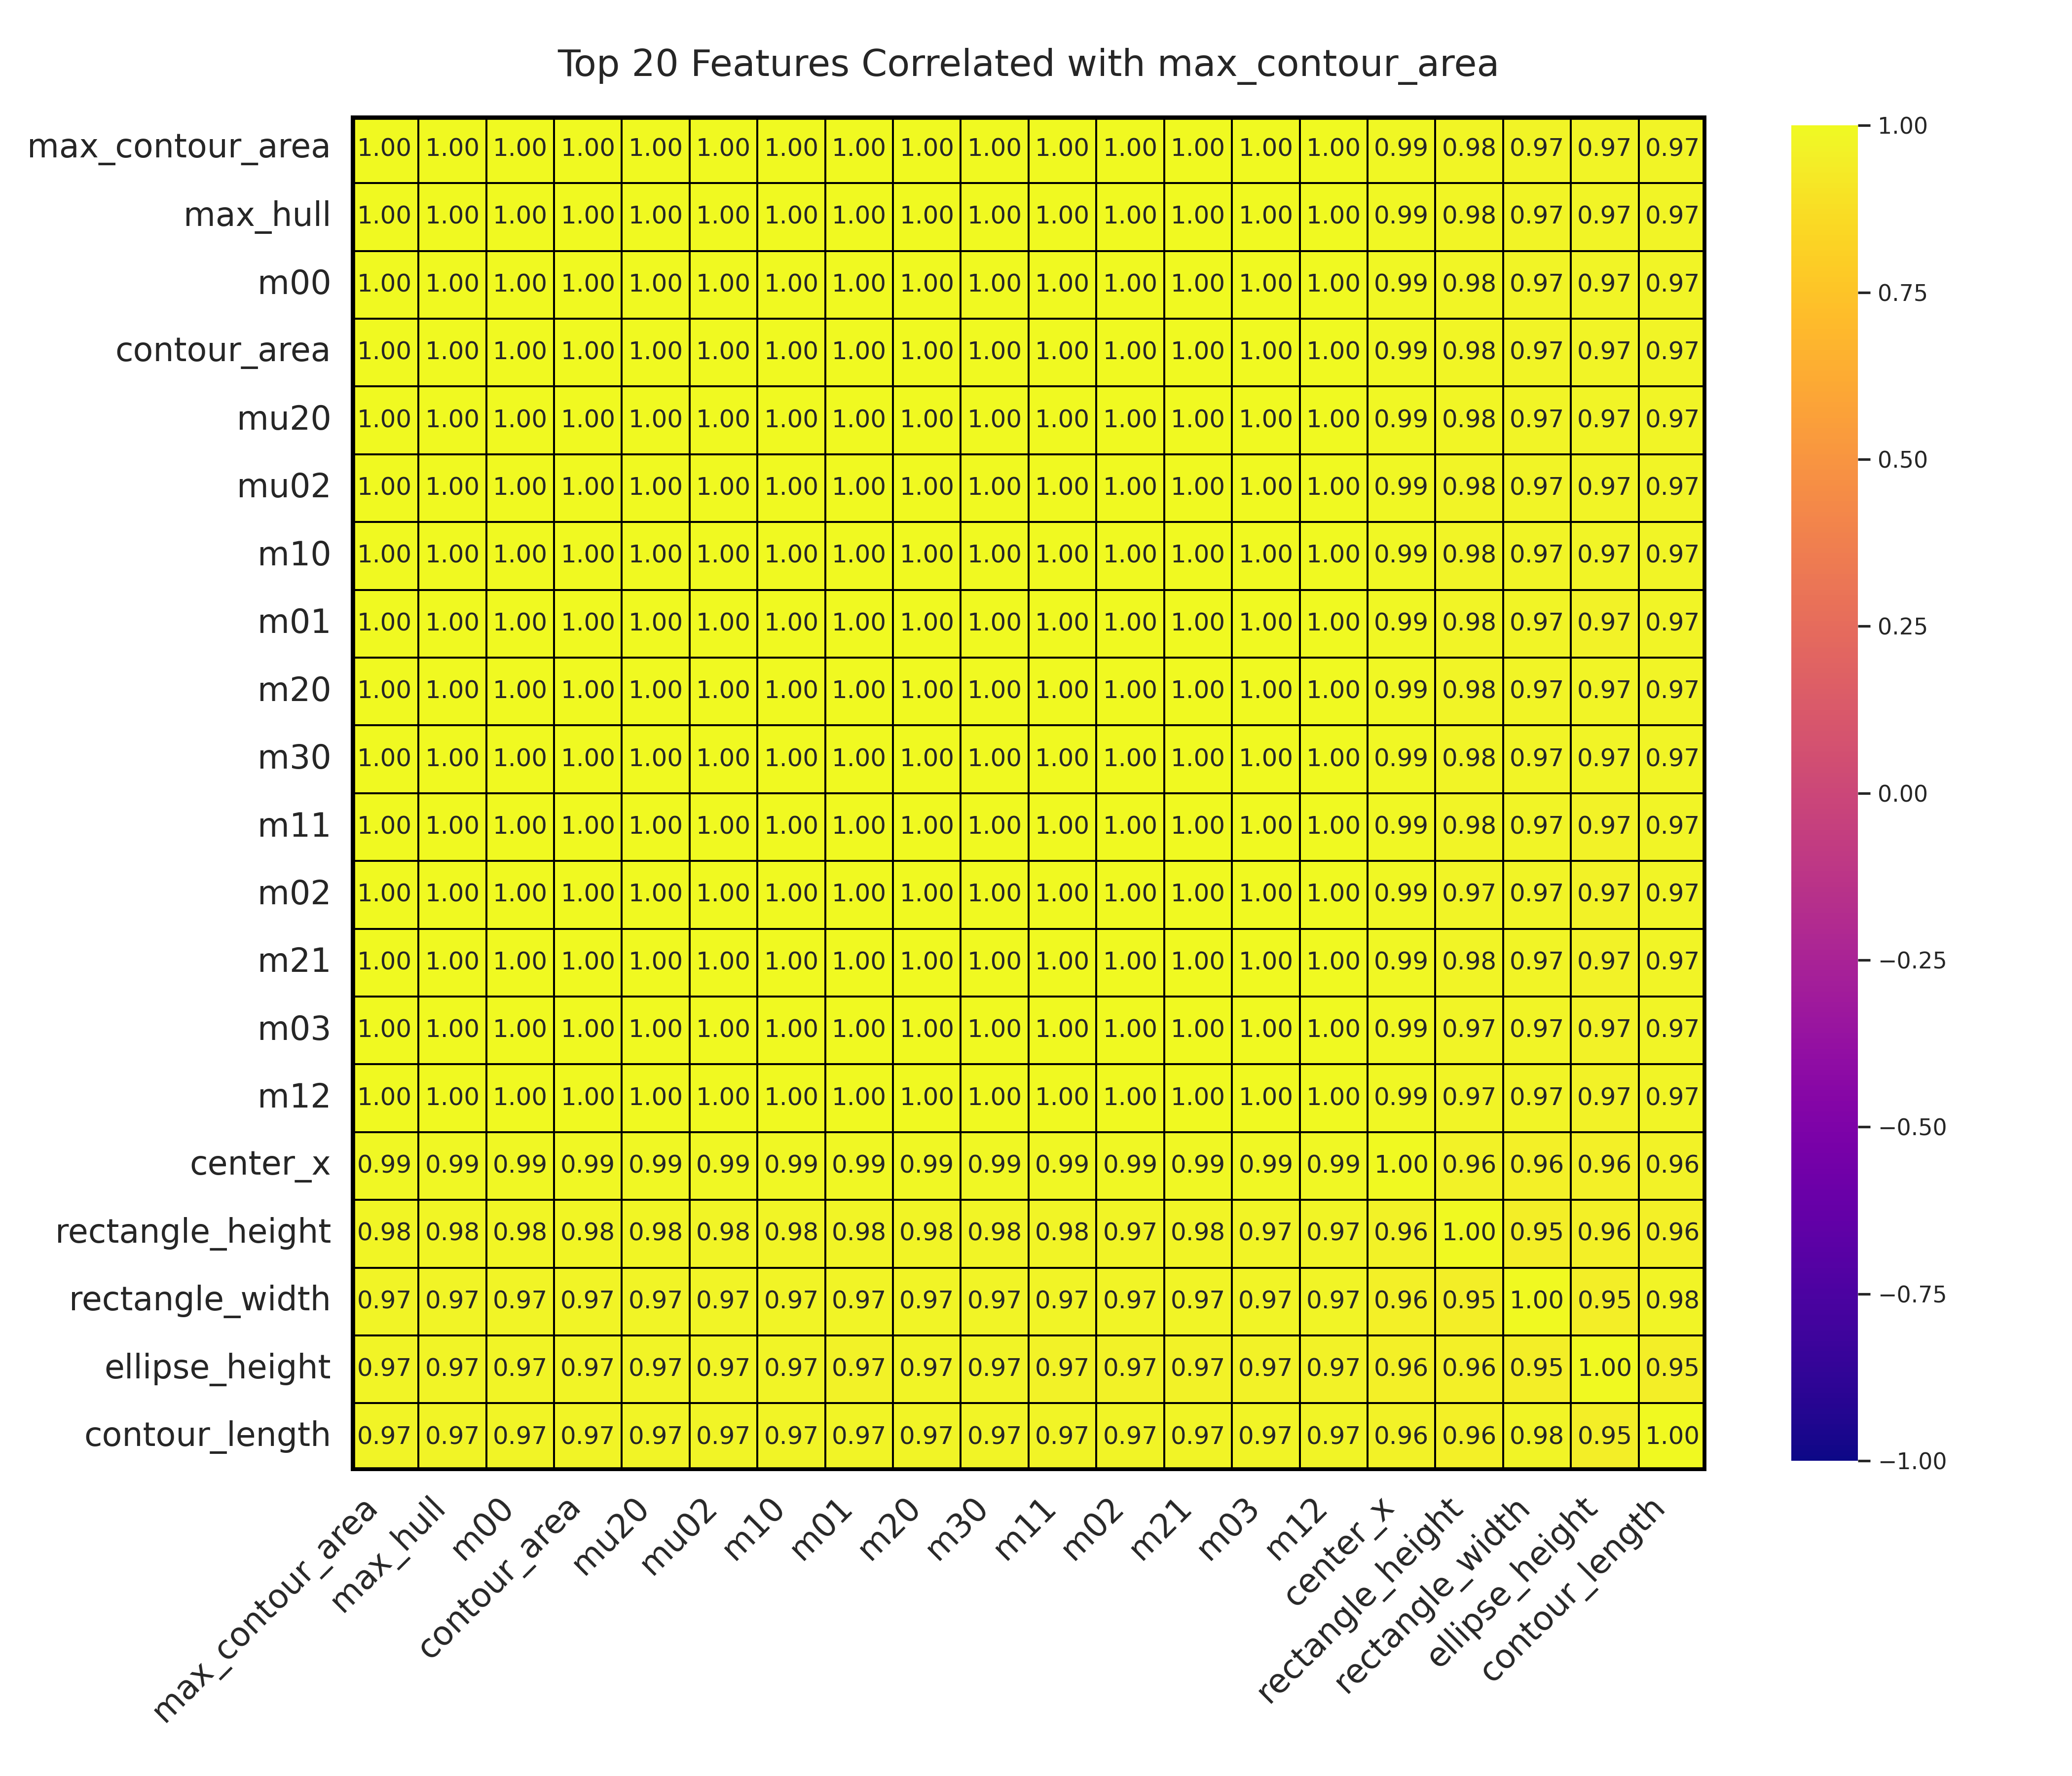 Top 20 Features Correlated with max_contour_area
max_contour_area 1.00 1.00 1.00 1.00 1.00 1.00 1.00 1.00 1.00 1.00 1.00 1.00 1.00 1.00 1.00 0.99 0.98 0.97 0.97 0.97
max_hull 1.00 1.00 1.00 1.00 1.00 1.00 1.00 1.00 1.00 1.00 1.00 1.00 1.00 1.00 1.00 0.99 0.98 0.97 0.97 0.97
m00 1.00 1.00 1.00 1.00 1.00 1.00 1.00 1.00 1.00 1.00 1.00 1.00 1.00 1.00 1.00 0.99 0.98 0.97 0.97 0.97
contour_area 1.00 1.00 1.00 1.00 1.00 1.00 1.00 1.00 1.00 1.00 1.00 1.00 1.00 1.00 1.00 0.99 0.98 0.97 0.97 0.97
mu20 1.00 1.00 1.00 1.00 1.00 1.00 1.00 1.00 1.00 1.00 1.00 1.00 1.00 1.00 1.00 0.99 0.98 0.97 0.97 0.97
mu02 1.00 1.00 1.00 1.00 1.00 1.00 1.00 1.00 1.00 1.00 1.00 1.00 1.00 1.00 1.00 0.99 0.98 0.97 0.97 0.97
m10 1.00 1.00 1.00 1.00 1.00 1.00 1.00 1.00 1.00 1.00 1.00 1.00 1.00 1.00 1.00 0.99 0.98 0.97 0.97 0.97
m01 1.00 1.00 1.00 1.00 1.00 1.00 1.00 1.00 1.00 1.00 1.00 1.00 1.00 1.00 1.00 0.99 0.98 0.97 0.97 0.97
m20 1.00 1.00 1.00 1.00 1.00 1.00 1.00 1.00 1.00 1.00 1.00 1.00 1.00 1.00 1.00 0.99 0.98 0.97 0.97 0.97
m30 1.00 1.00 1.00 1.00 1.00 1.00 1.00 1.00 1.00 1.00 1.00 1.00 1.00 1.00 1.00 0.99 0.98 0.97 0.97 0.97
m11 1.00 1.00 1.00 1.00 1.00 1.00 1.00 1.00 1.00 1.00 1.00 1.00 1.00 1.00 1.00 0.99 0.98 0.97 0.97 0.97
m02 1.00 1.00 1.00 1.00 1.00 1.00 1.00 1.00 1.00 1.00 1.00 1.00 1.00 1.00 1.00 0.99 0.97 0.97 0.97 0.97
m21 1.00 1.00 1.00 1.00 1.00 1.00 1.00 1.00 1.00 1.00 1.00 1.00 1.00 1.00 1.00 0.99 0.98 0.97 0.97 0.97
m03 1.00 1.00 1.00 1.00 1.00 1.00 1.00 1.00 1.00 1.00 1.00 1.00 1.00 1.00 1.00 0.99 0.97 0.97 0.97 0.97
m12 1.00 1.00 1.00 1.00 1.00 1.00 1.00 1.00 1.00 1.00 1.00 1.00 1.00 1.00 1.00 0.99 0.97 0.97 0.97 0.97
center_x 0.99 0.99 0.99 0.99 0.99 0.99 0.99 0.99 0.99 0.99 0.99 0.99 0.99 0.99 0.99 1.00 0.96 0.96 0.96 0.96
rectangle_height 0.98 0.98 0.98 0.98 0.98 0.98 0.98 0.98 0.98 0.98 0.98 0.97 0.98 0.97 0.97 0.96 1.00 0.95 0.96 0.96
rectangle_width 0.97 0.97 0.97 0.97 0.97 0.97 0.97 0.97 0.97 0.97 0.97 0.97 0.97 0.97 0.97 0.96 0.95 1.00 0.95 0.98
ellipse_height 0.97 0.97 0.97 0.97 0.97 0.97 0.97 0.97 0.97 0.97 0.97 0.97 0.97 0.97 0.97 0.96 0.96 0.95 1.00 0.95
contour_length 0.97 0.97 0.97 0.97 0.97 0.97 0.97 0.97 0.97 0.97 0.97 0.97 0.97 0.97 0.97 0.96 0.96 0.98 0.95 1.00
max_contour_area
max_hull
m00
contour_area
mu20
mu02
m10
m01
m20
m30
m11
m02
m21
m03
m12
center_x
rectangle_height
rectangle_width
ellipse_height
contour_length
1.00
0.75
0.50
0.25
0.00
−0.25
−0.50
−0.75
−1.00